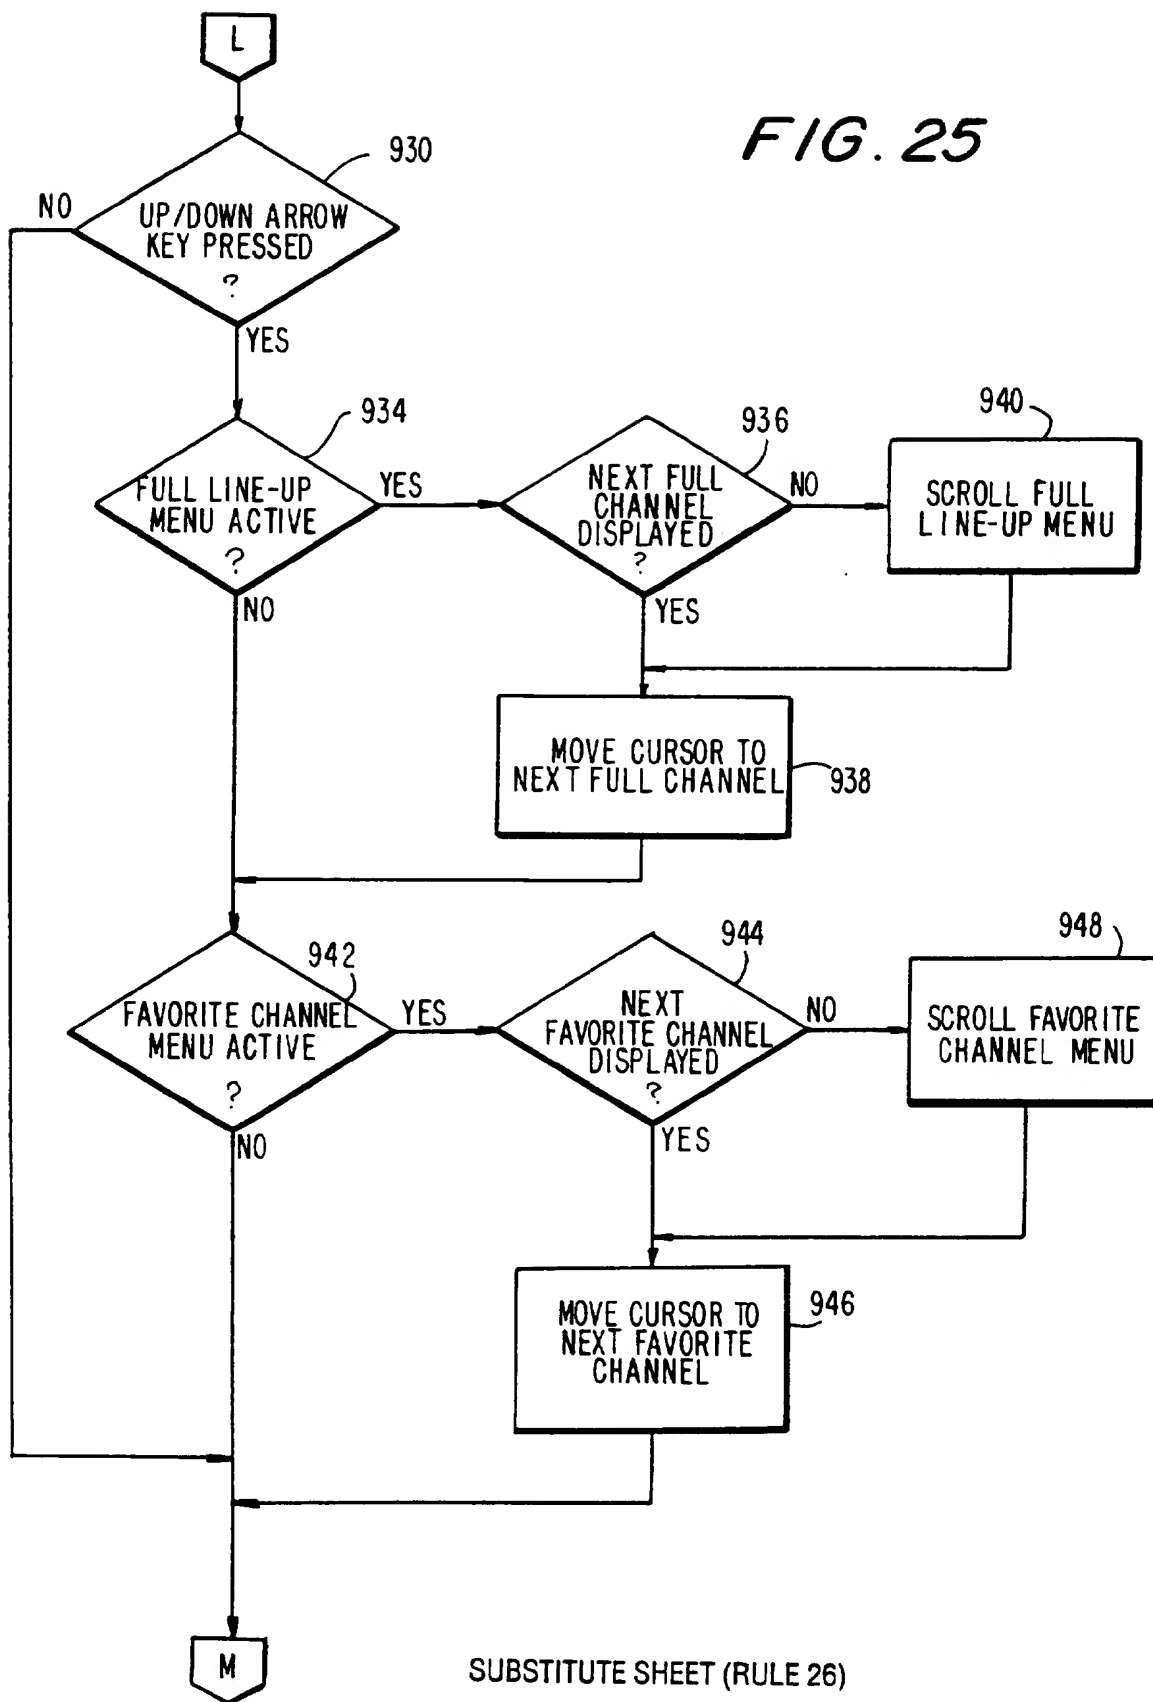 L
FIG. 25
930
NO
UP/DOWN ARROW
KEY PRESSED
?
YES
934
FULL LINE-UP
MENU ACTIVE
?
YES
NO
936
NEXT FULL
CHANNEL
DISPLAYED
?
NO
YES
940
SCROLL FULL
LINE-UP MENU
MOVE CURSOR TO
NEXT FULL CHANNEL
938
942
FAVORITE CHANNEL
MENU ACTIVE
?
YES
NO
944
NEXT
FAVORITE CHANNEL
DISPLAYED
?
NO
YES
948
SCROLL FAVORITE
CHANNEL MENU
MOVE CURSOR TO
NEXT FAVORITE
CHANNEL
946
M
SUBSTITUTE SHEET (RULE 26)